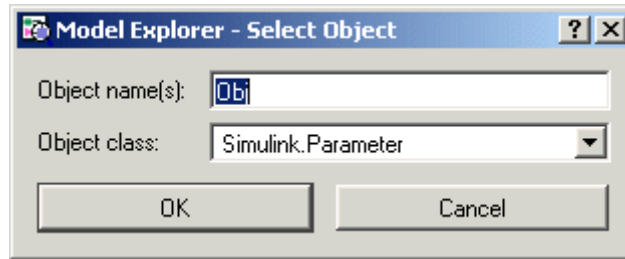 Model Explorer - Select Object
Object name(s): Obj
Object class: Simulink.Parameter
OK Cancel